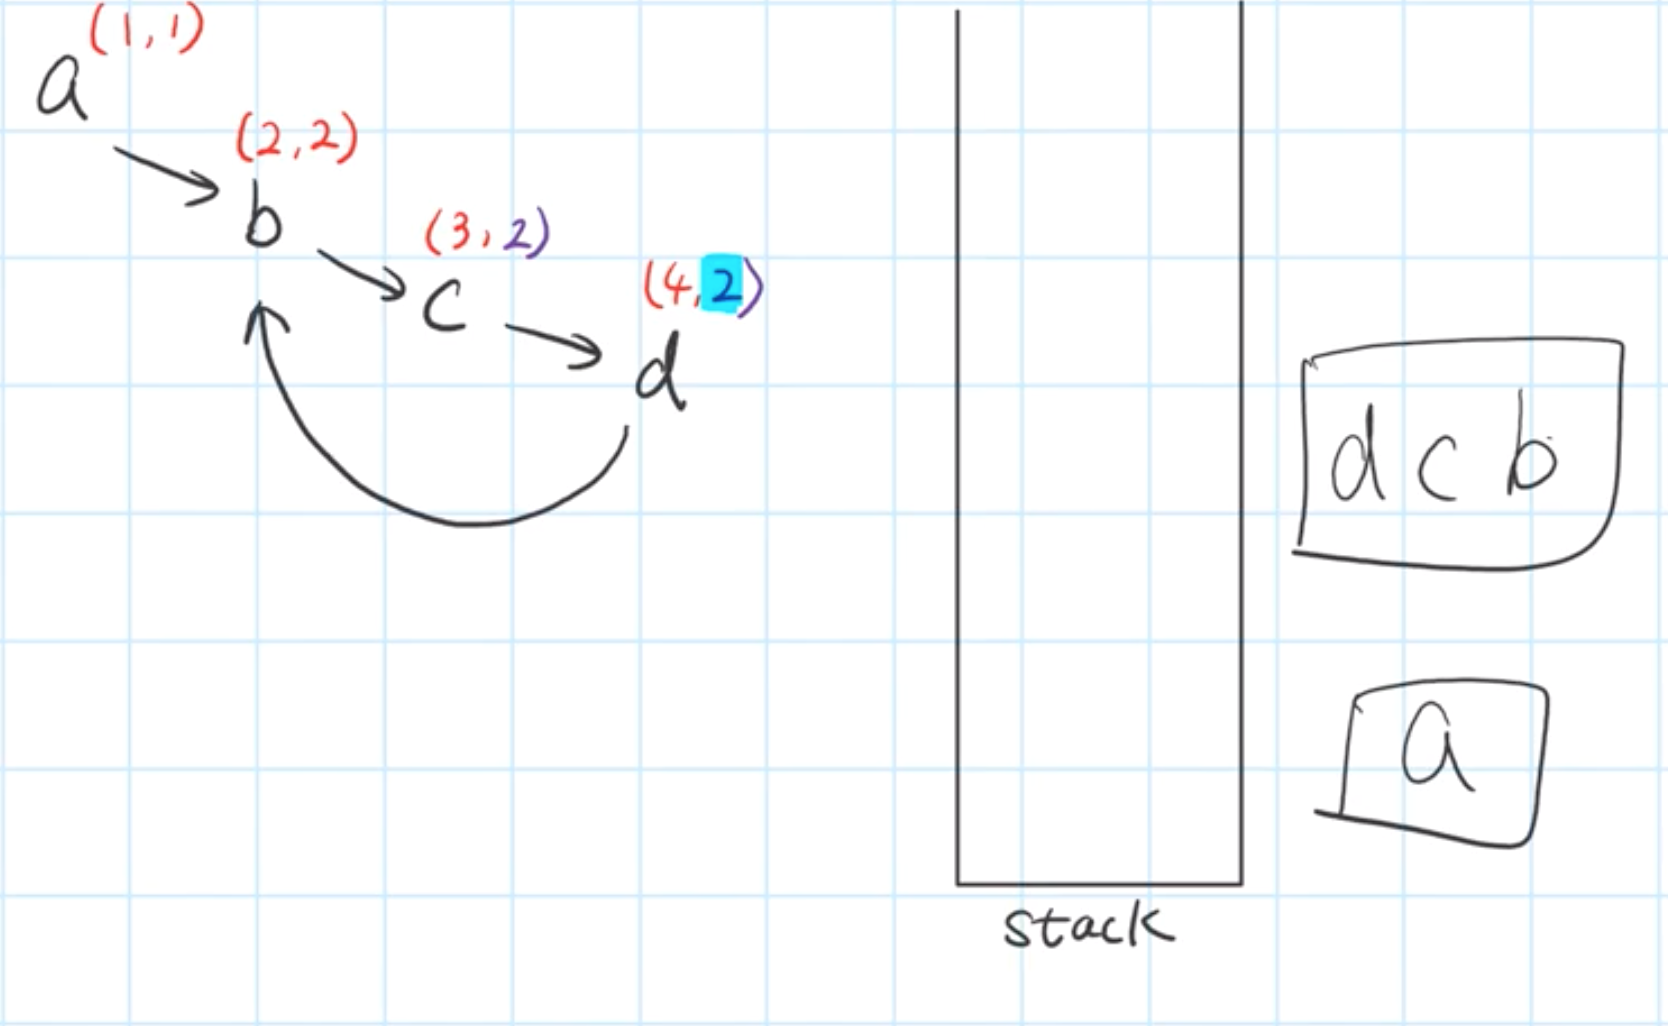 (1,1)
a
(2,2)
b
(3,2)
c
(4,2)
d
d c b
a
stack